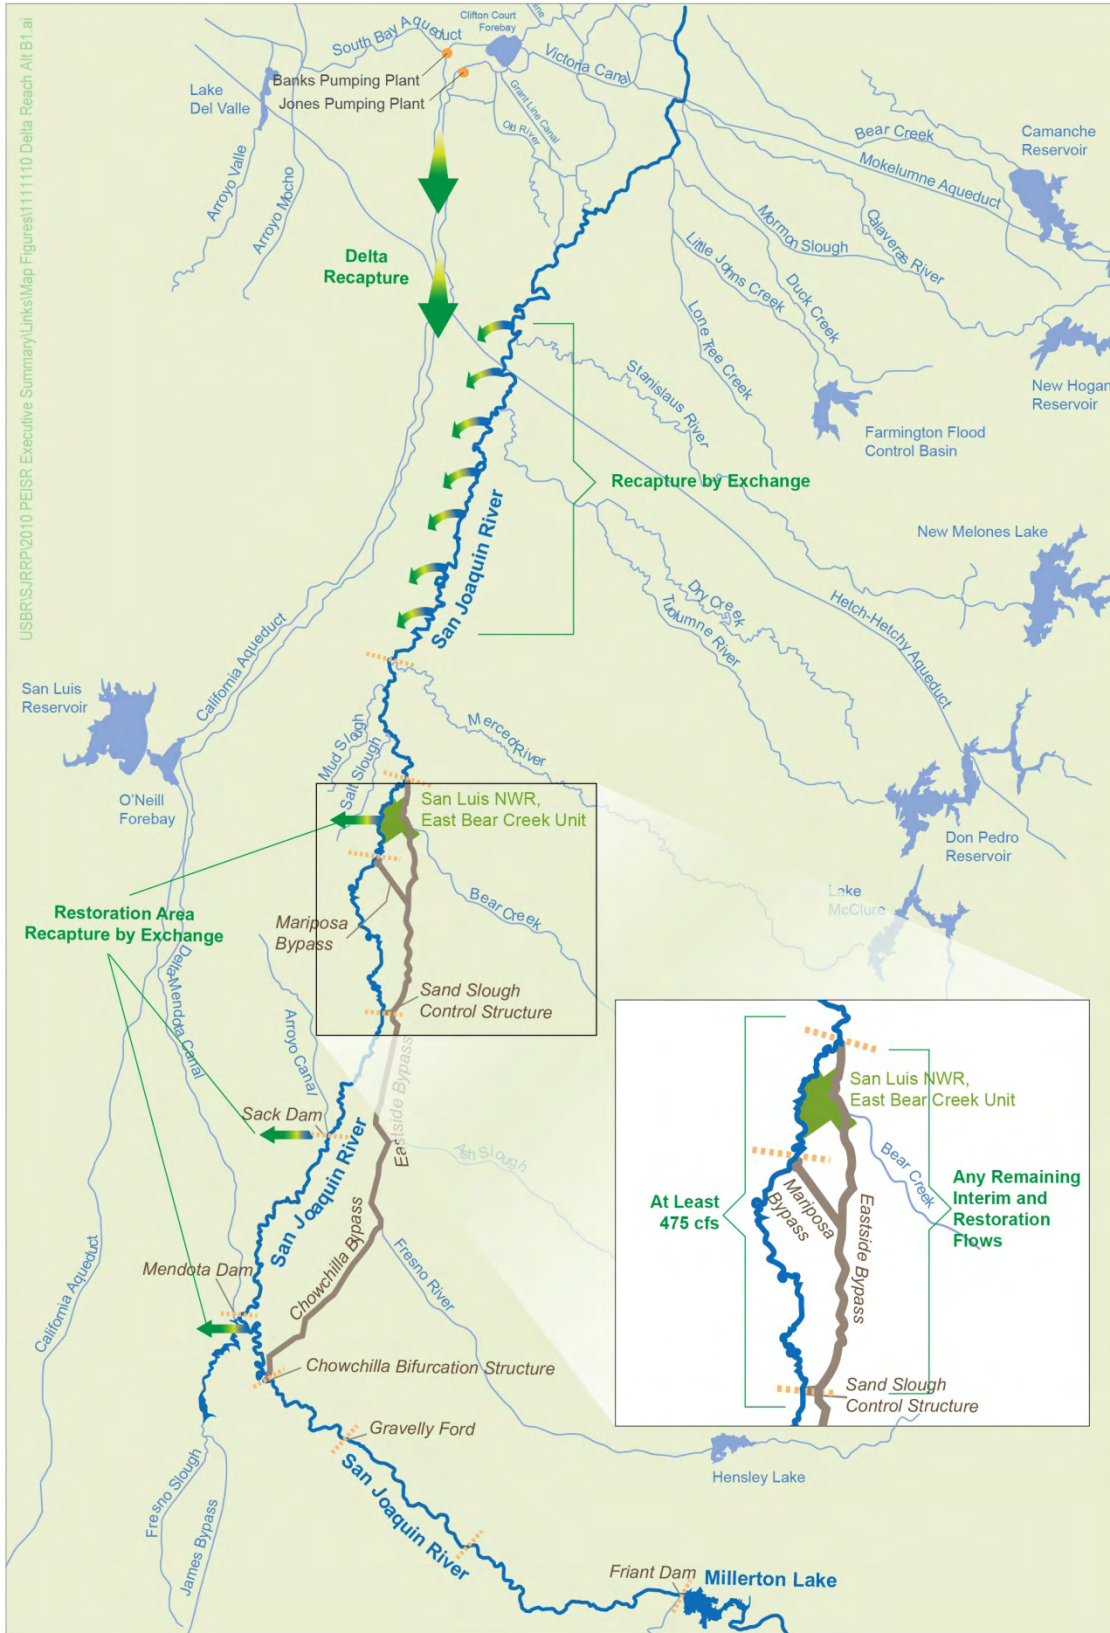 USBR\SJRRP\2010 PEISR Executive Summary\Links\Map Figures\1111110 Delta Reach Alt B1.ai
South Bay Aqueduct
Clifton Court
Forebay
Banks Pumping Plant
Jones Pumping Plant
Victoria Canal
Grant Line Canal
Old River
Lake
Del Valle
Arroyo Valle
Arroyo Mocho
Bear Creek
Camanche
Reservoir
Mokelumne Aqueduct
Mormon Slough
Calaveras River
Little Johns Creek
Duck Creek
Lone Tree Creek
New Hogan
Reservoir
Farmington Flood
Control Basin
Delta
Recapture
Stanislaus River
Recapture by Exchange
San Joaquin River
New Melones Lake
Dry Creek
Tuolumne River
Hetch-Hetchy Aqueduct
California Aqueduct
San Luis
Reservoir
O'Neill
Forebay
Mud Slough
Salt Slough
Merced River
San Luis NWR,
East Bear Creek Unit
Don Pedro
Reservoir
Lake
McClure
Bear Creek
Mariposa
Bypass
Restoration Area
Recapture by Exchange
Delta-Mendota Canal
Sand Slough
Control Structure
Arroyo Canal
Eastside Bypass
Sack Dam
Ash Slough
San Joaquin River
Chowchilla Bypass
Fresno River
Mendota Dam
California Aqueduct
Chowchilla Bifurcation Structure
Gravelly Ford
San Joaquin River
Fresno Slough
James Bypass
Hensley Lake
Friant Dam
Millerton Lake
San Luis NWR,
East Bear Creek Unit
Bear Creek
At Least
475 cfs
Mariposa
Bypass
Eastside Bypass
Any Remaining
Interim and
Restoration
Flows
Sand Slough
Control Structure